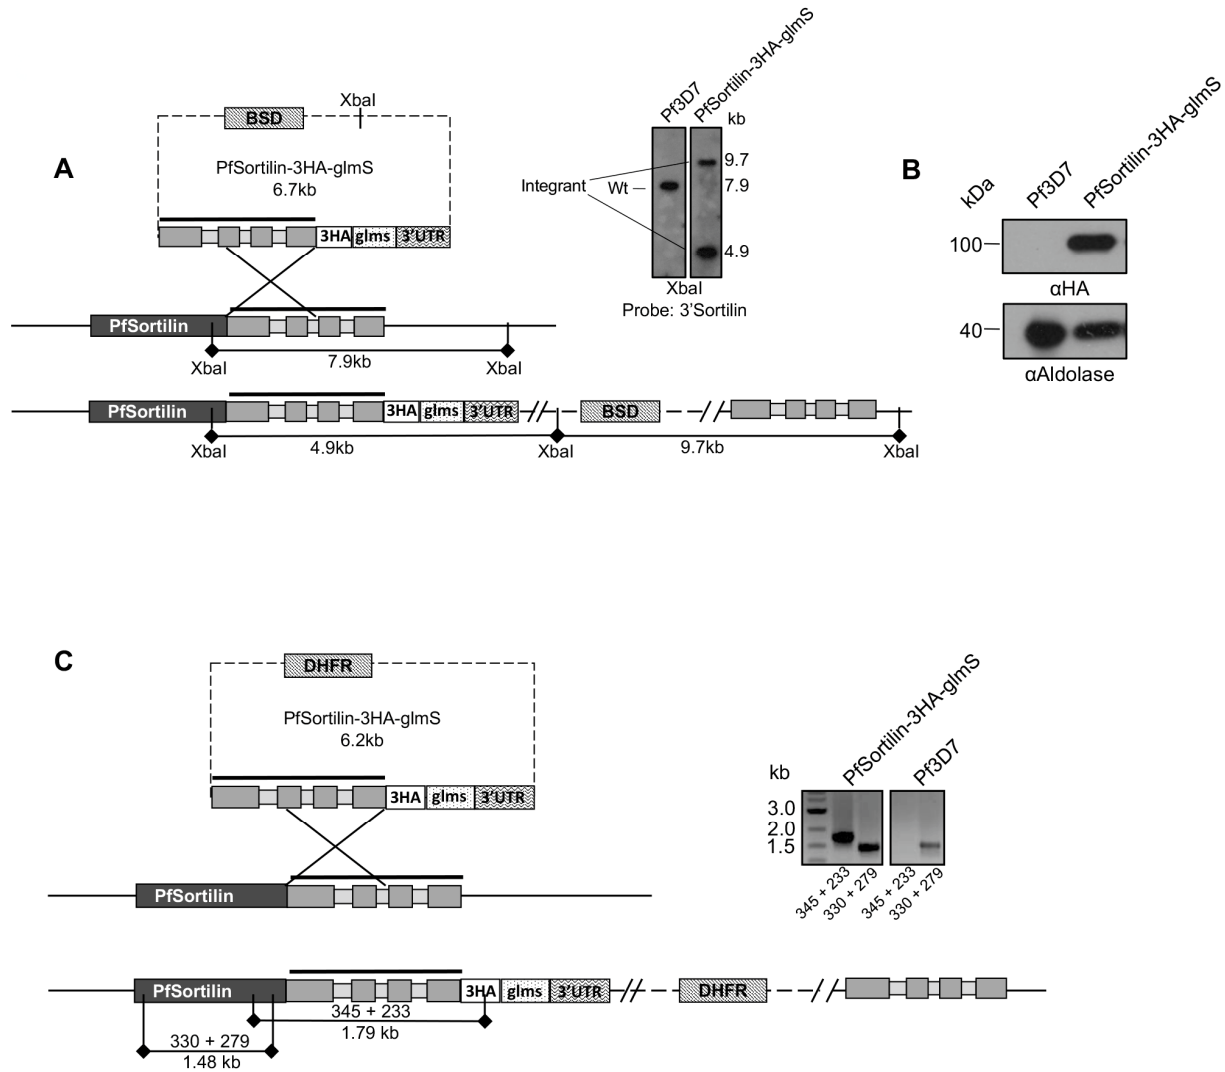 A
BSD
XbaI
PfSortilin-3HA-glmS
6.7kb
3HA glms 3'UTR
PfSortilin
7.9kb
XbaI XbaI
PfSortilin 3HA glms 3'UTR BSD
4.9kb 9.7kb
XbaI XbaI XbaI
Pf3D7 PfSortilin-3HA-glmS
kb
9.7
Integrant Wt 7.9
4.9
XbaI
Probe: 3'Sortilin
B
kDa Pf3D7 PfSortilin-3HA-glmS
100
αHA
40
αAldolase
C
DHFR
PfSortilin-3HA-glmS
6.2kb
3HA glms 3'UTR
PfSortilin
PfSortilin 3HA glms 3'UTR DHFR
345 + 233
1.79 kb
330 + 279
1.48 kb
kb PfSortilin-3HA-glmS Pf3D7
3.0
2.0
1.5
345 + 233 330 + 279 345 + 233 330 + 279